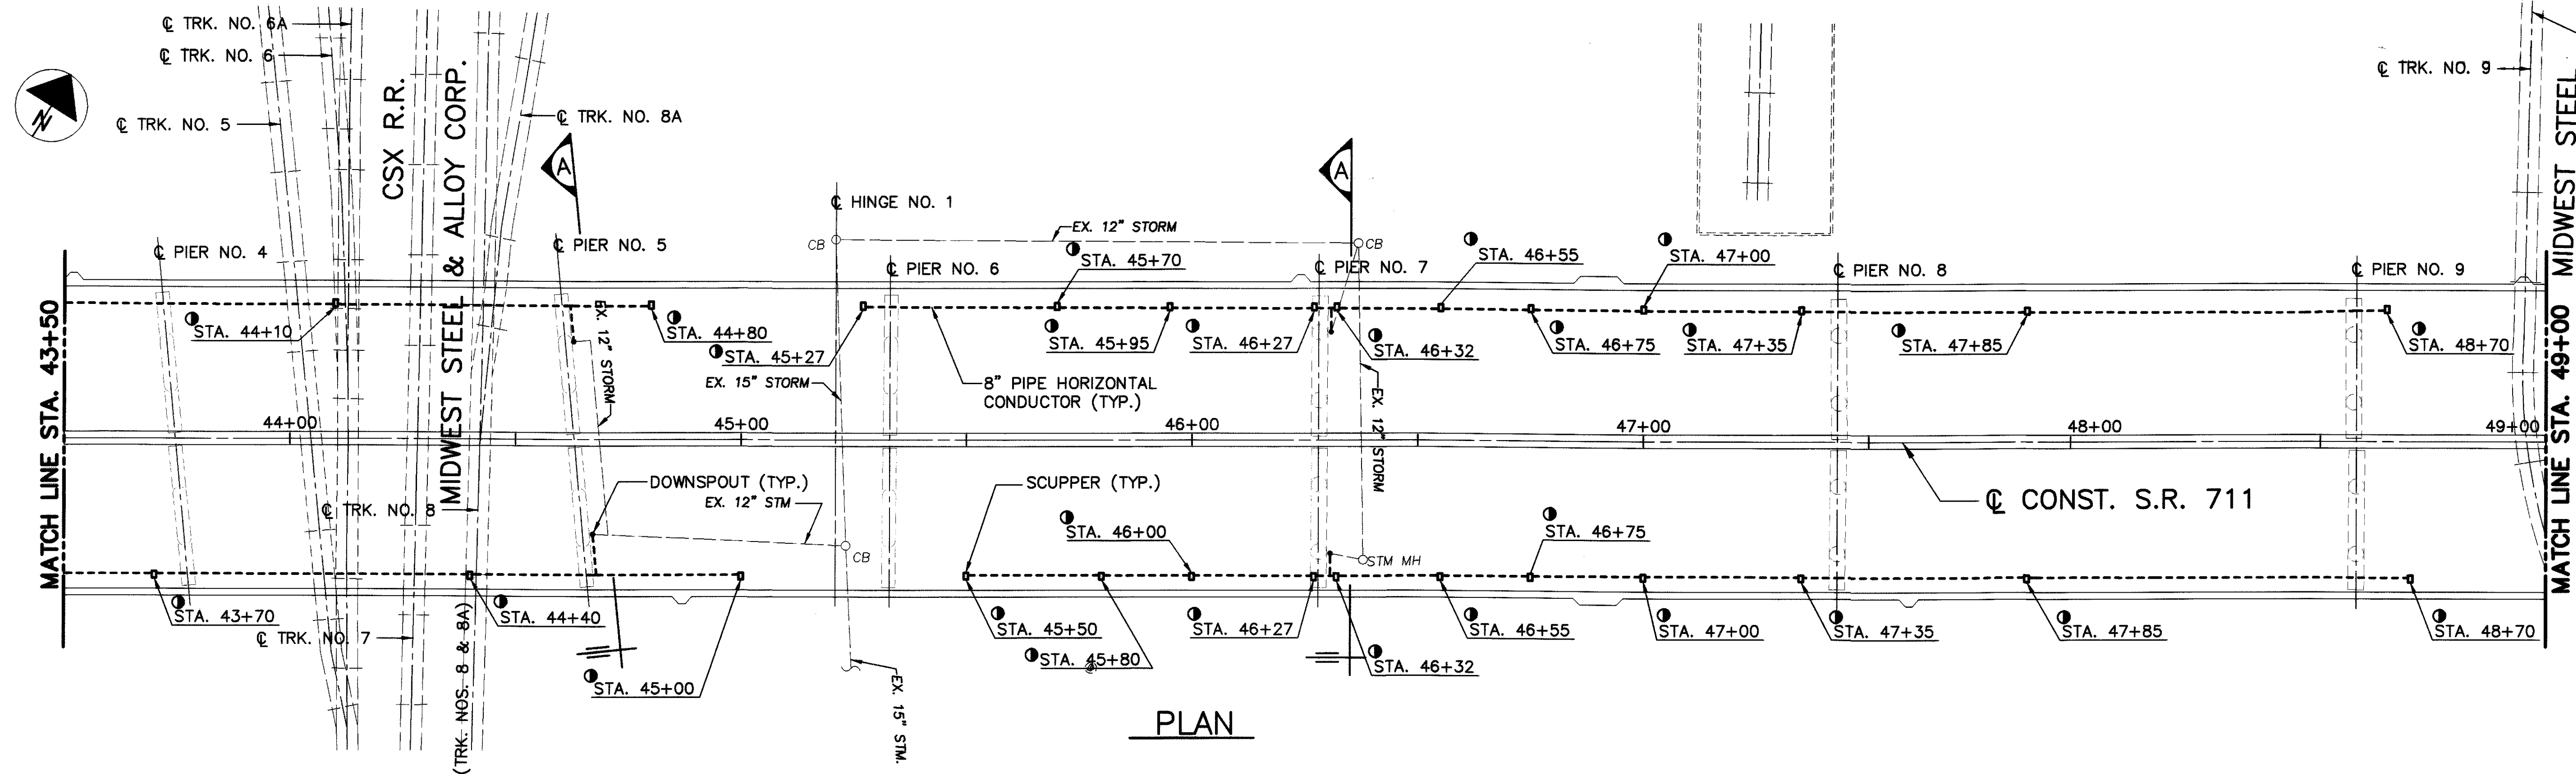 ℄ TRK. NO. 6A
℄ TRK. NO. 6
℄ TRK. NO. 5
N
CSX R.R.
MIDWEST STEEL & ALLOY CORP.
℄ TRK. NO. 8A
A
A
℄ TRK. NO. 9
MIDWEST STEEL
℄ HINGE NO. 1
CB
EX. 12" STORM
CB
℄ PIER NO. 4
℄ PIER NO. 5
℄ PIER NO. 6
℄ PIER NO. 7
℄ PIER NO. 8
℄ PIER NO. 9
STA. 45+70
STA. 46+55
STA. 47+00
MATCH LINE STA. 43+50
STA. 44+10
EX. 12" STORM
STA. 44+80
STA. 45+27
STA. 45+95
STA. 46+27
STA. 46+32
STA. 46+75
STA. 47+35
STA. 47+85
STA. 48+70
EX. 15" STORM
8" PIPE HORIZONTAL
CONDUCTOR (TYP.)
EX. 12" STORM
44+00
45+00
46+00
47+00
48+00
49+00
MATCH LINE STA. 49+00
DOWNSPOUT (TYP.)
EX. 12" STM
SCUPPER (TYP.)
℄ CONST. S.R. 711
℄ TRK. NO. 8
CB
STA. 46+00
STM MH
STA. 46+75
STA. 43+70
STA. 44+40
℄ TRK. NO. 7
(TRK. NOS. 8 & 8A)
STA. 45+00
EX. 15" STM.
STA. 45+50
STA. 45+80
STA. 46+27
STA. 46+32
STA. 46+55
STA. 47+00
STA. 47+35
STA. 47+85
STA. 48+70
PLAN